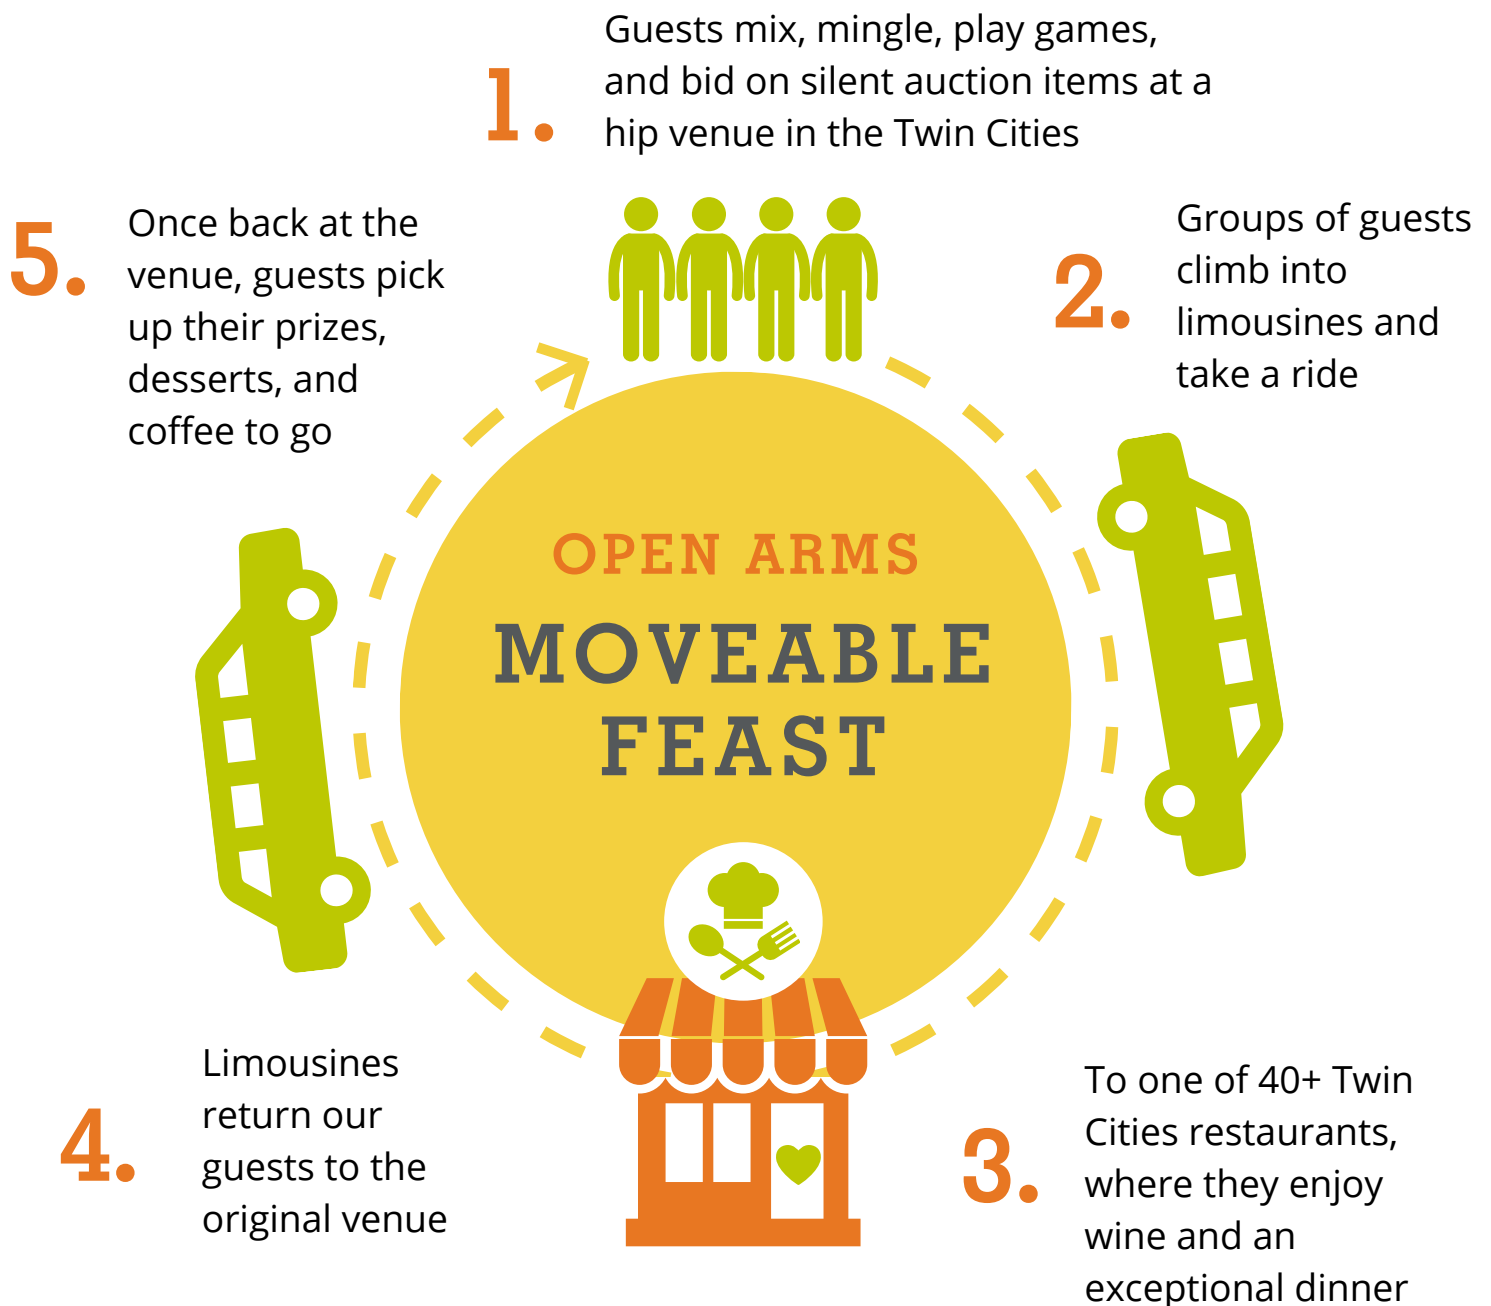 1.
Guests mix, mingle, play games,
and bid on silent auction items at a
hip venue in the Twin Cities
2.
Groups of guests
climb into
limousines and
take a ride
3.
To one of 40+ Twin
Cities restaurants,
where they enjoy
wine and an
exceptional dinner
4.
Limousines
return our
guests to the
original venue
5.
Once back at the
venue, guests pick
up their prizes,
desserts, and
coffee to go
OPEN ARMS
MOVEABLE
FEAST